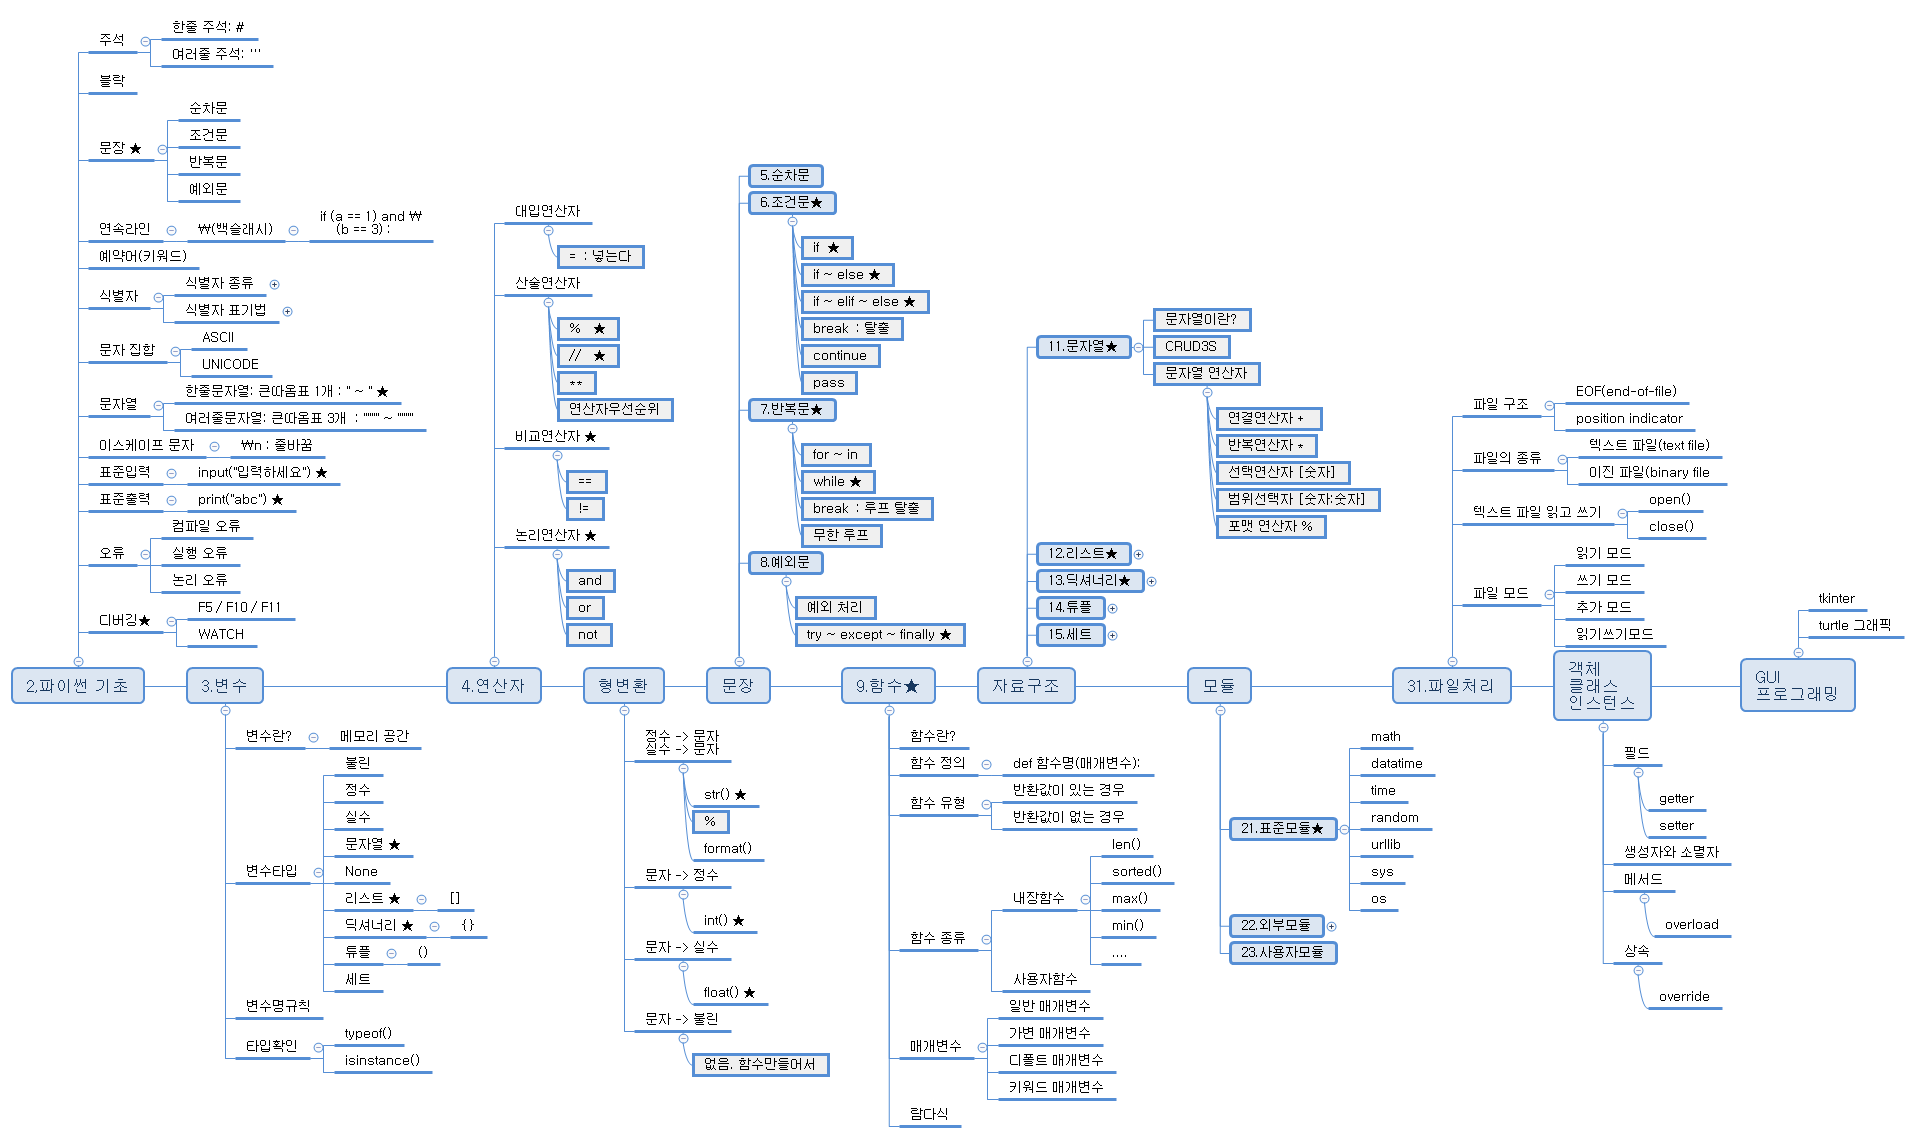 주석
한줄 주석: #
여러줄 주석: '''
블락
문장 ★
순차문
조건문
반복문
예외문
연속라인
₩(백슬래시)
if (a == 1) and ₩
(b == 3) :
예약어(키워드)
식별자
식별자 종류
식별자 표기법
문자 집합
ASCII
UNICODE
문자열
한줄문자열: 큰따옴표 1개 : " ~ " ★
여러줄문자열: 큰따옴표 3개 : """ ~ """
이스케이프 문자
₩n : 줄바꿈
표준입력
input("입력하세요") ★
표준출력
print("abc") ★
오류
컴파일 오류
실행 오류
논리 오류
디버깅★
F5 / F10 / F11
WATCH
2.파이썬 기초
3.변수
변수란?
메모리 공간
변수타입
불린
정수
실수
문자열 ★
None
리스트 ★
[]
딕셔너리 ★
{}
튜플
()
세트
변수명규칙
타입확인
typeof()
isinstance()
대입연산자
= : 넣는다
산술연산자
% ★
// ★
**
연산자우선순위
비교연산자 ★
==
!=
논리연산자 ★
and
or
not
4.연산자
형변환
정수 -> 문자
실수 -> 문자
str() ★
%
format()
문자 -> 정수
int() ★
문자 -> 실수
float() ★
문자 -> 불린
없음. 함수만들어서
5.순차문
6.조건문★
if ★
if ~ else ★
if ~ elif ~ else ★
break : 탈출
continue
pass
7.반복문★
for ~ in
while ★
break : 루프 탈출
무한 루프
8.예외문
예외 처리
try ~ except ~ finally ★
문장
9.함수★
함수란?
함수 정의
def 함수명(매개변수):
함수 유형
반환값이 있는 경우
반환값이 없는 경우
함수 종류
내장함수
len()
sorted()
max()
min()
....
사용자함수
매개변수
일반 매개변수
가변 매개변수
디폴트 매개변수
키워드 매개변수
람다식
11.문자열★
문자열이란?
CRUD3S
문자열 연산자
연결연산자 +
반복연산자 *
선택연산자 [숫자]
범위선택자 [숫자:숫자]
포맷 연산자 %
12.리스트★
13.딕셔너리★
14.튜플
15.세트
자료구조
모듈
21.표준모듈★
math
datatime
time
random
urllib
sys
os
22.외부모듈
23.사용자모듈
파일 구조
EOF(end-of-file)
position indicator
파일의 종류
텍스트 파일(text file)
이진 파일(binary file
텍스트 파일 읽고 쓰기
open()
close()
파일 모드
읽기 모드
쓰기 모드
추가 모드
읽기쓰기모드
31.파일처리
객체
클래스
인스턴스
필드
getter
setter
생성자와 소멸자
메서드
overload
상속
override
tkinter
turtle 그래픽
GUI
프로그래밍